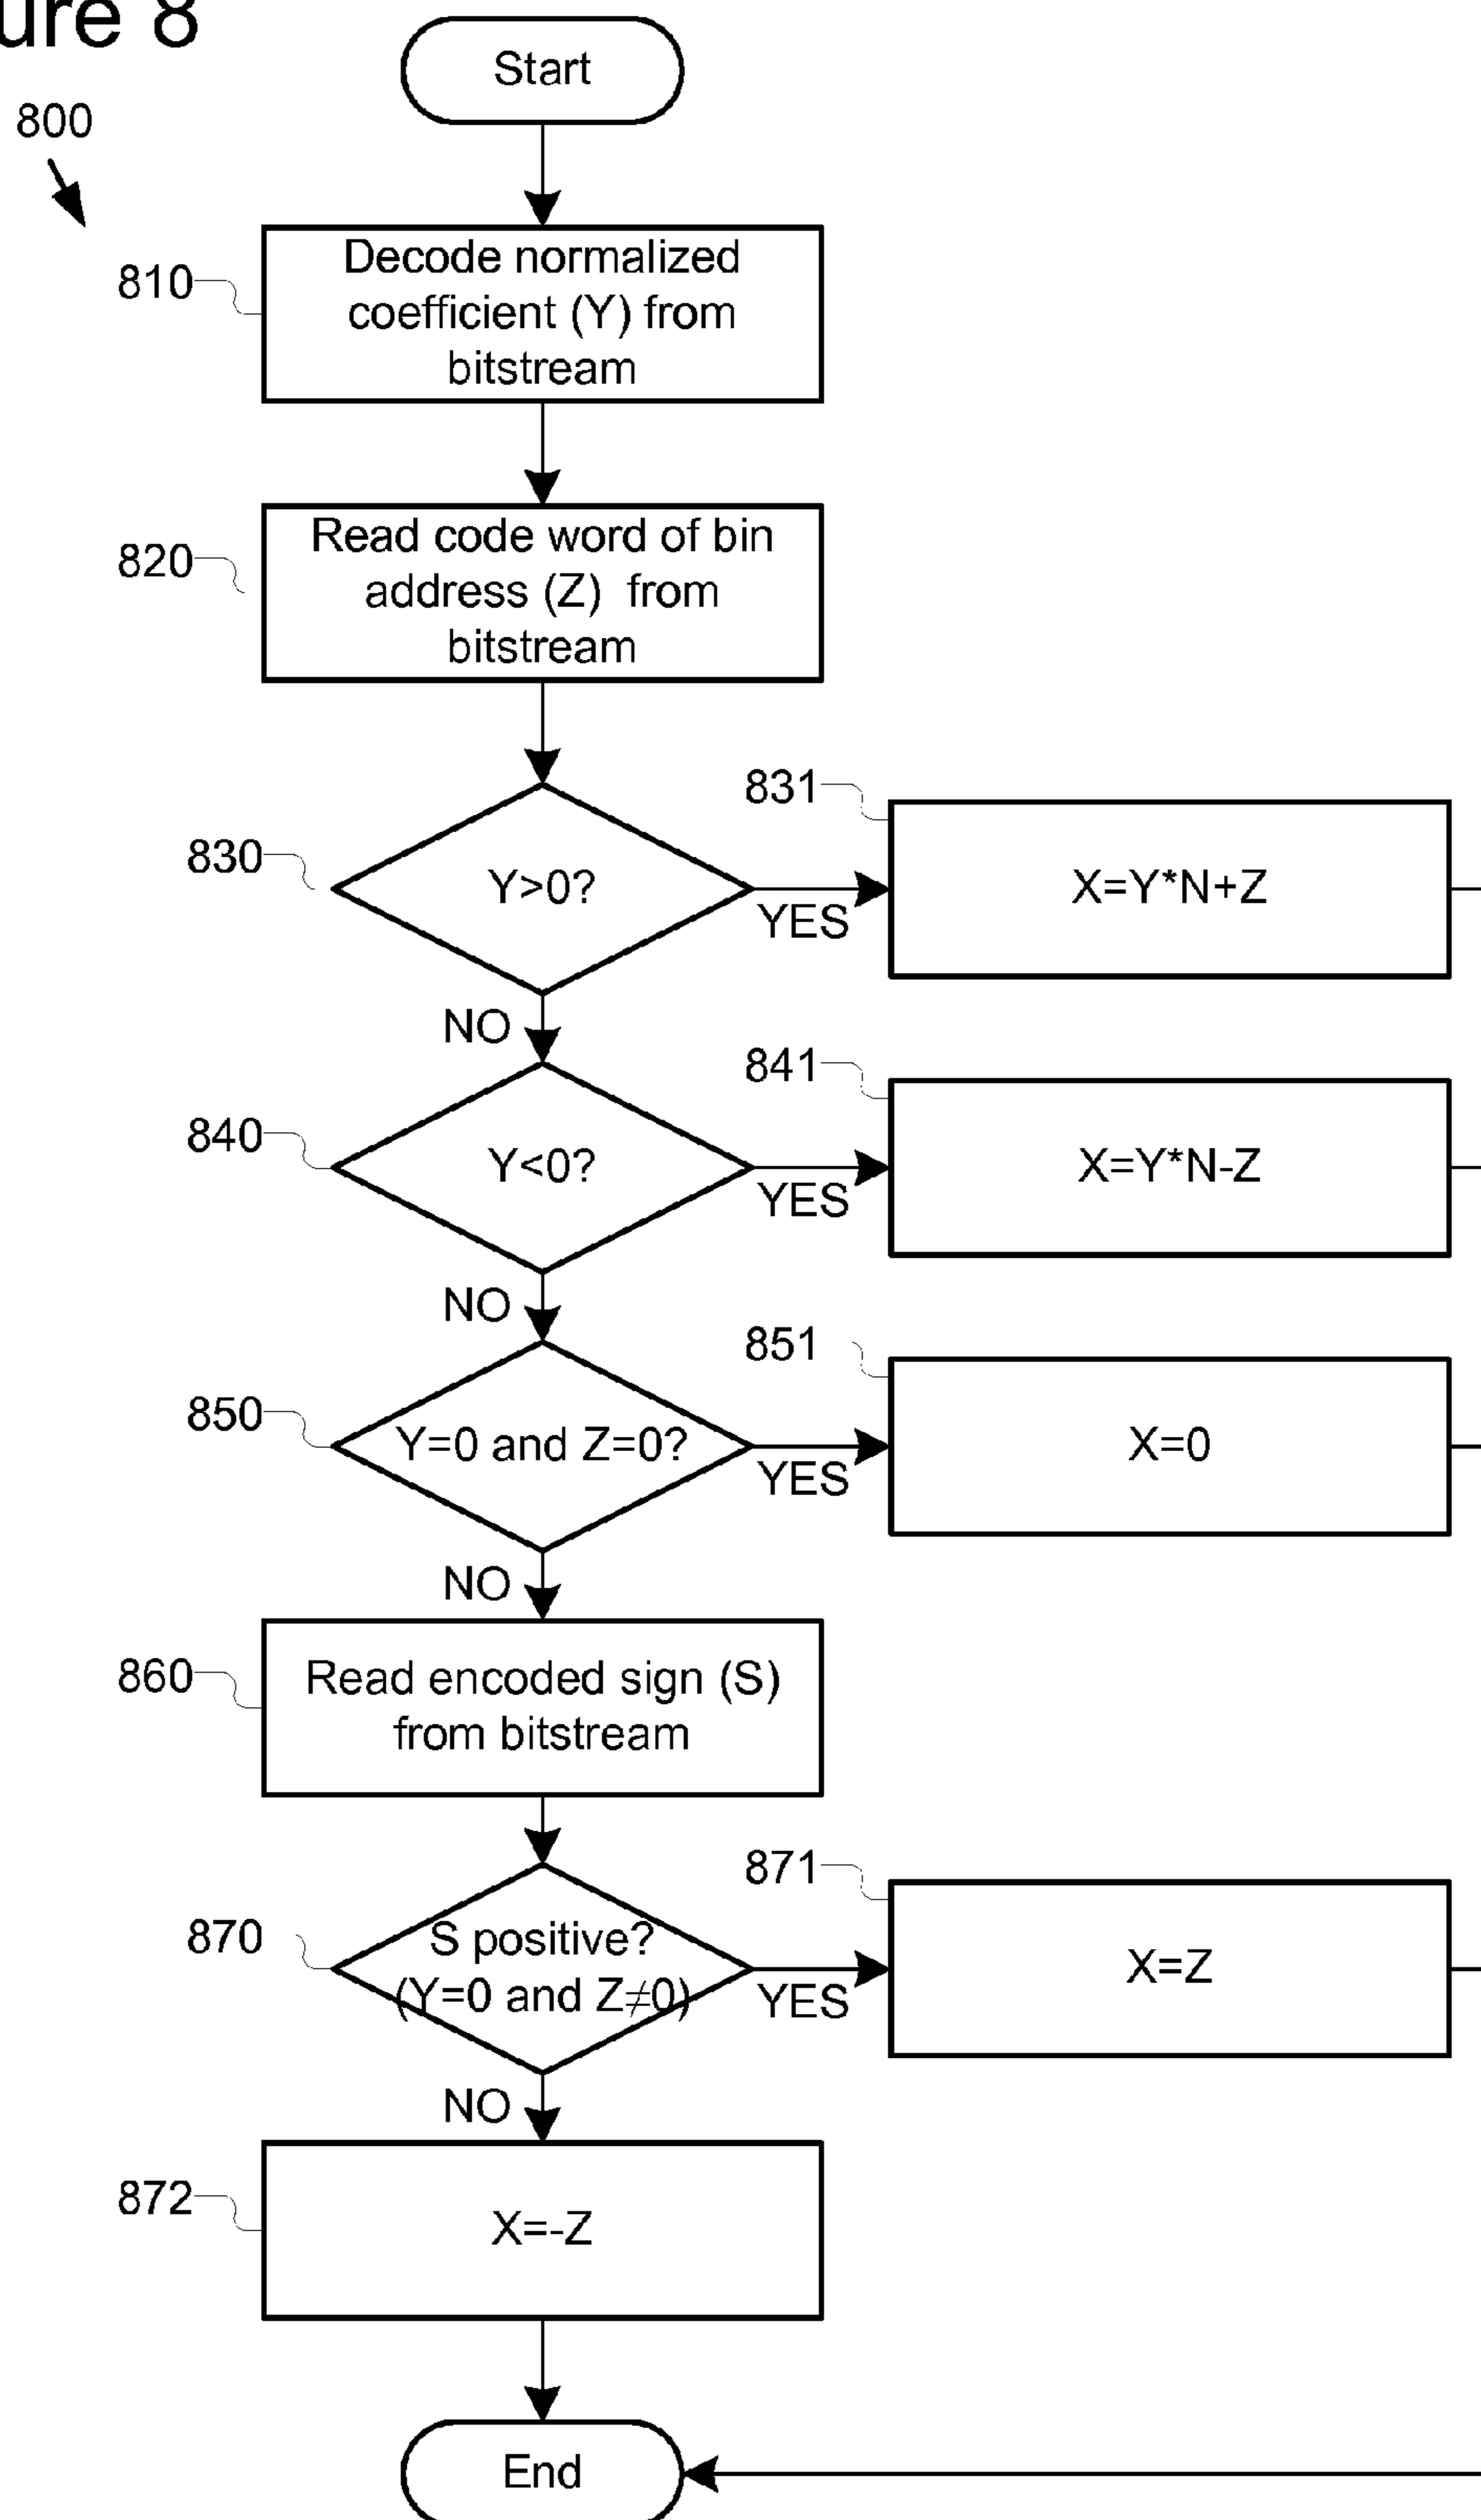 ure 8
Start
800
810
Decode normalized
coefficient (Y) from
bitstream
820
Read code word of bin
address (Z) from
bitstream
830
Y>0?
YES
831
X=Y*N+Z
NO
840
Y<0?
YES
841
X=Y*N-Z
NO
850
Y=0 and Z=0?
YES
851
X=0
NO
860
Read encoded sign (S)
from bitstream
870
S positive?
(Y=0 and Z≠0)
YES
871
X=Z
NO
872
X=-Z
End